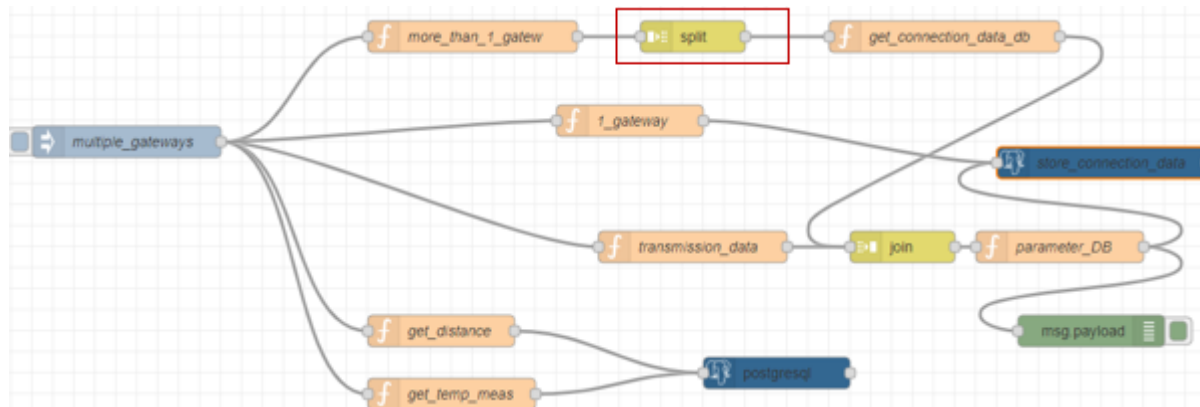 more_than_1_gatew
split
get_connection_data_db
1_gateway
multiple_gateways
store_connection_data
transmission_data
join
parameter_DB
get_distance
msg.payload
postgresql
get_temp_meas